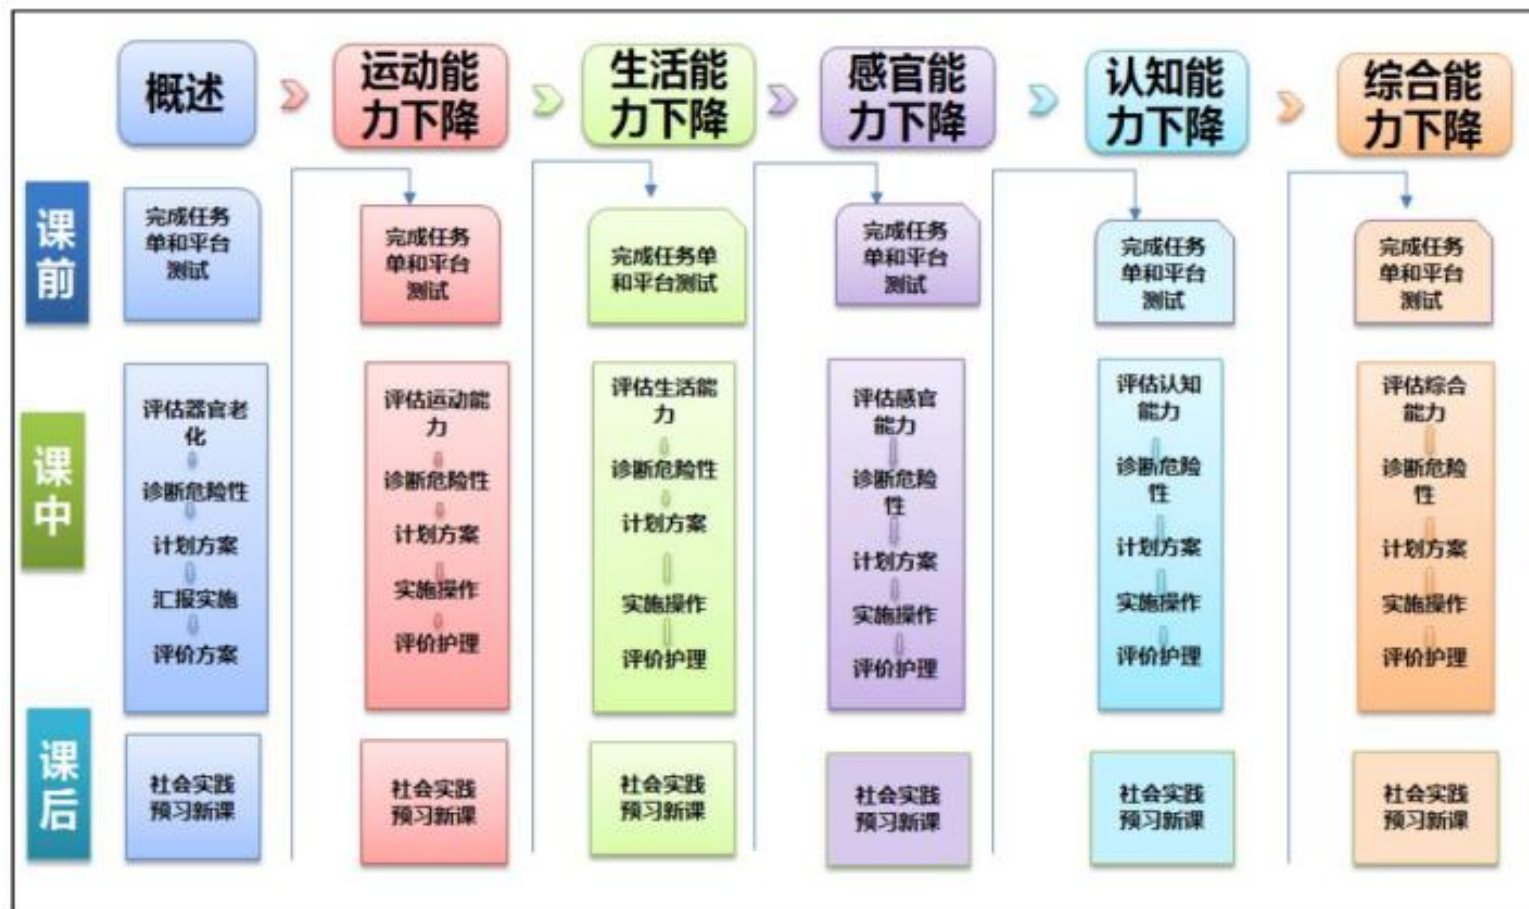 概述
运动能
力下降
生活能
力下降
感官能
力下降
认知能
力下降
综合能
力下降
课
前
完成任务
单和平台
测试
完成任务
单和平台
测试
完成任务单
和平台测试
完成任务
单和平台
测试
完成任务
单和平台
测试
完成任务
单和平台
测试
课
中
评估器官老
化
诊断危险性
计划方案
汇报实施
评价方案
评估运动能
力
诊断危险性
计划方案
实施操作
评价护理
评估生活能
力
诊断危险性
计划方案
实施操作
评价护理
评估感官
能力
诊断危险
性
计划方案
实施操作
评价护理
评估认知
能力
诊断危险
性
计划方案
实施操作
评价护理
评估综合
能力
诊断危险
性
计划方案
实施操作
评价护理
课
后
社会实践
预习新课
社会实践
预习新课
社会实践
预习新课
社会实践
预习新课
社会实践
预习新课
社会实践
预习新课